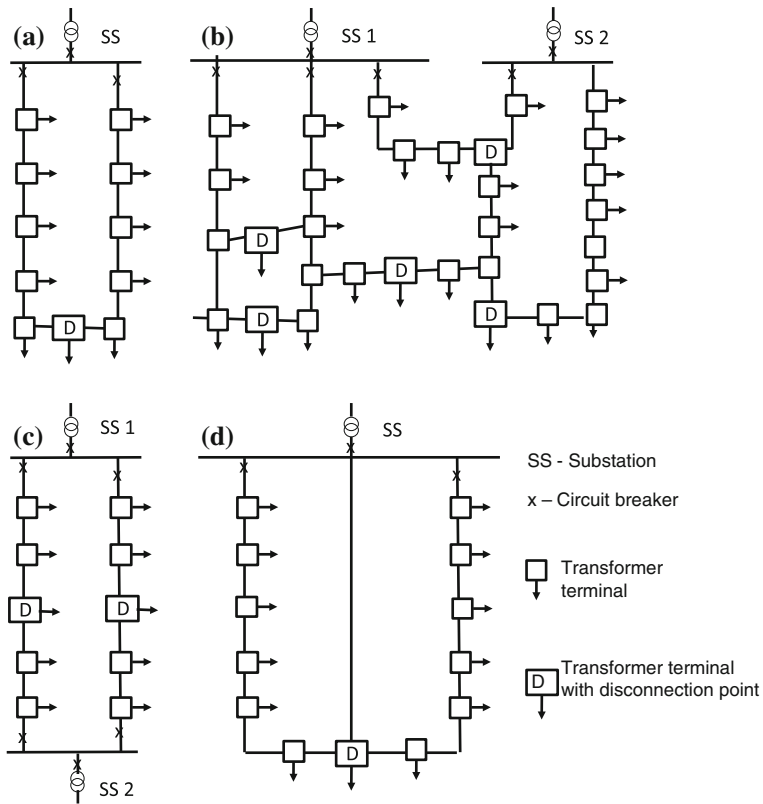 (a)
SS
(b)
SS 1
SS 2
D
D
D
D
D
D
(c)
SS 1
(d)
SS
SS - Substation
x – Circuit breaker
Transformer
terminal
D
D
D
Transformer terminal
with disconnection point
D
SS 2